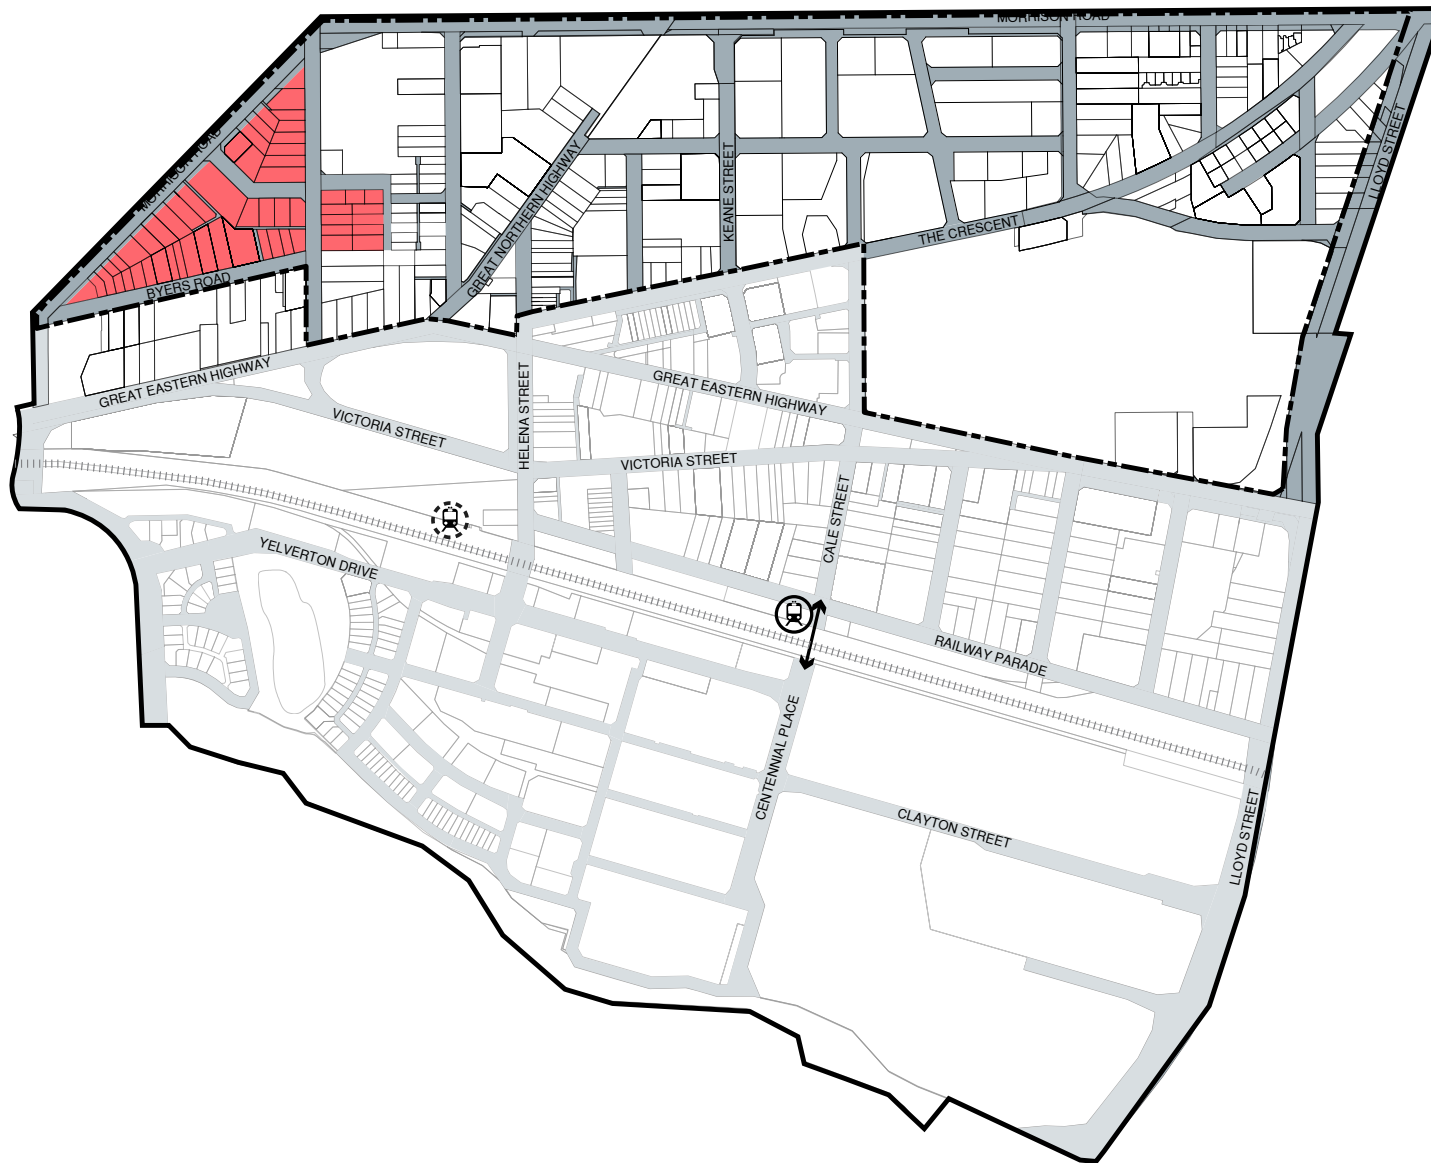 MORRISON ROAD
MORRISON ROAD
LLOYD STREET
KEANE STREET
GREAT NORTHERN HIGHWAY
THE CRESCENT
BYERS ROAD
GREAT EASTERN HIGHWAY
HELENA STREET
GREAT EASTERN HIGHWAY
VICTORIA STREET
VICTORIA STREET
CALE STREET
YELVERTON DRIVE
RAILWAY PARADE
CENTENNIAL PLACE
CLAYTON STREET
LLOYD STREET